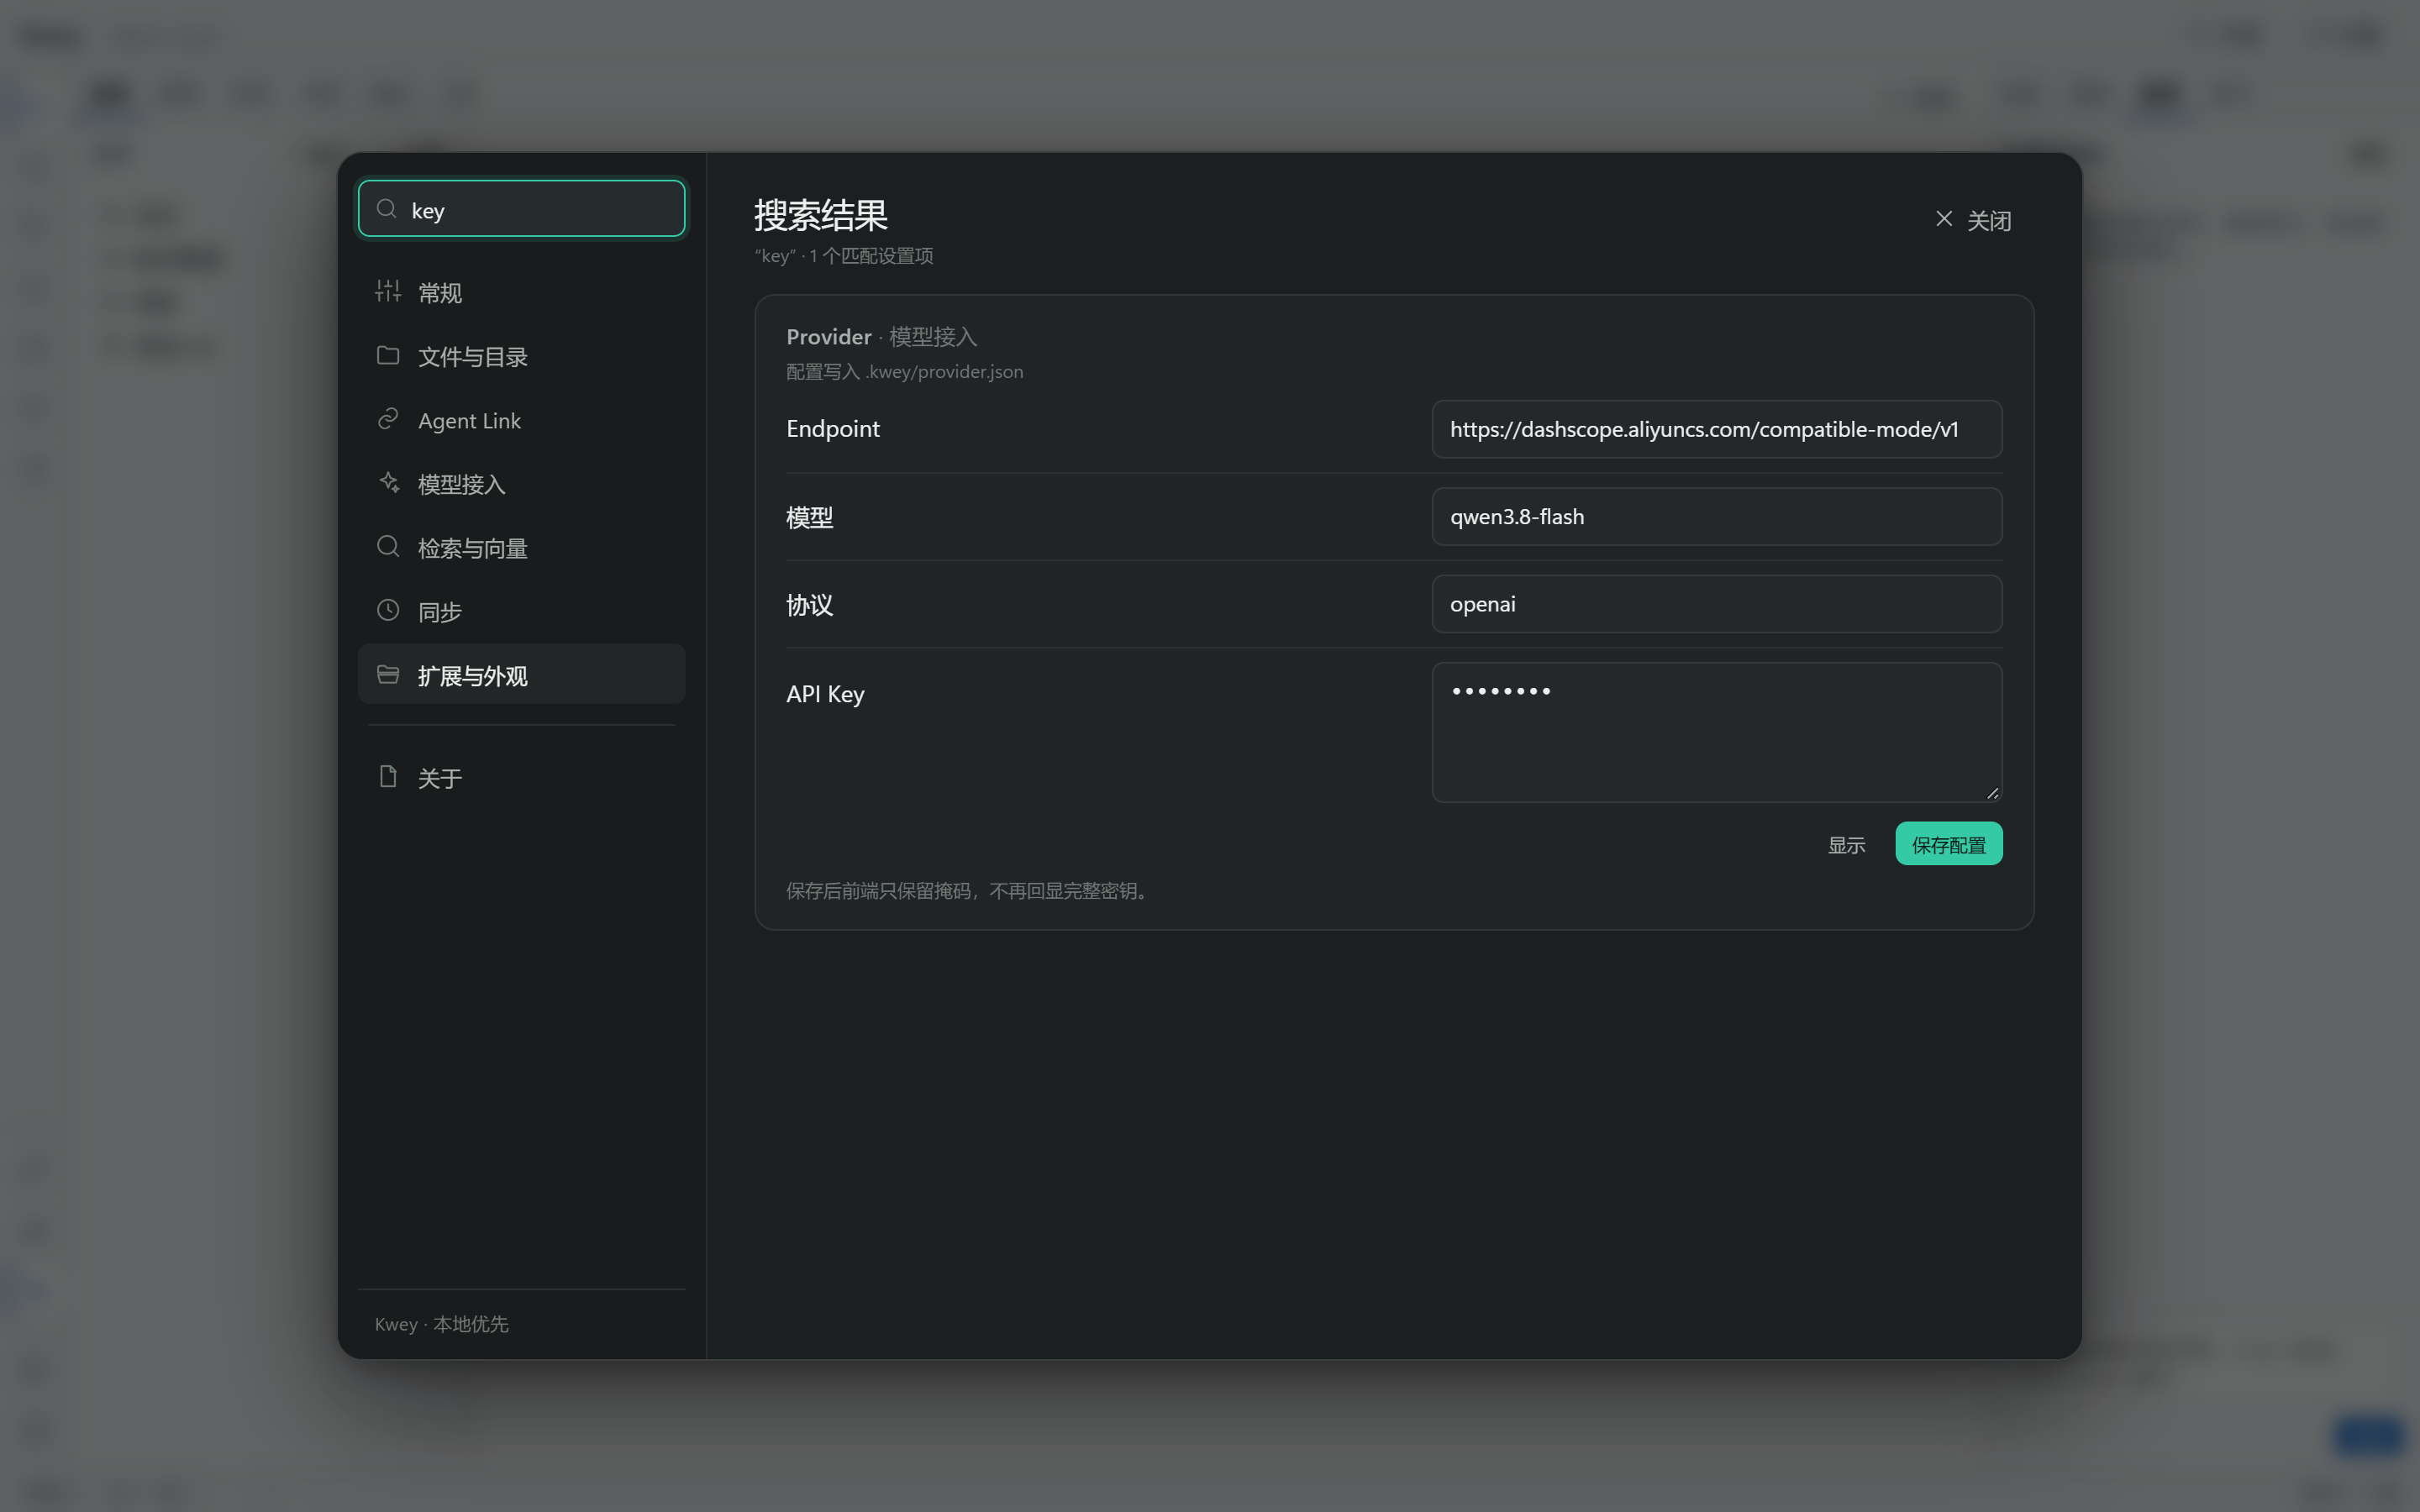 key
常规
文件与目录
Agent Link
模型接入
检索与向量
同步
扩展与外观
关于
Kwey · 本地优先
搜索结果
“key” · 1 个匹配设置项
关闭
Provider · 模型接入
配置写入 .kwey/provider.json
Endpoint
https://dashscope.aliyuncs.com/compatible-mode/v1
模型
qwen3.8-flash
协议
openai
API Key
••••••••
显示
保存配置
保存后前端只保留掩码，不再回显完整密钥。